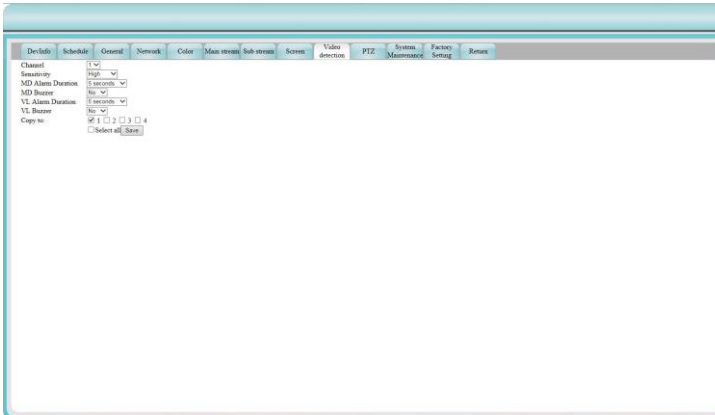 DevInfo Schedule General Network Color Main stream Sub stream Screen Video detection PTZ System Maintenance Factory Setting Return
Channel 1
Sensitivity High
MD Alarm Duration 5 seconds
MD Buzzer No
VL Alarm Duration 5 seconds
VL Buzzer No
Copy to: 1 2 3 4
Select all Save